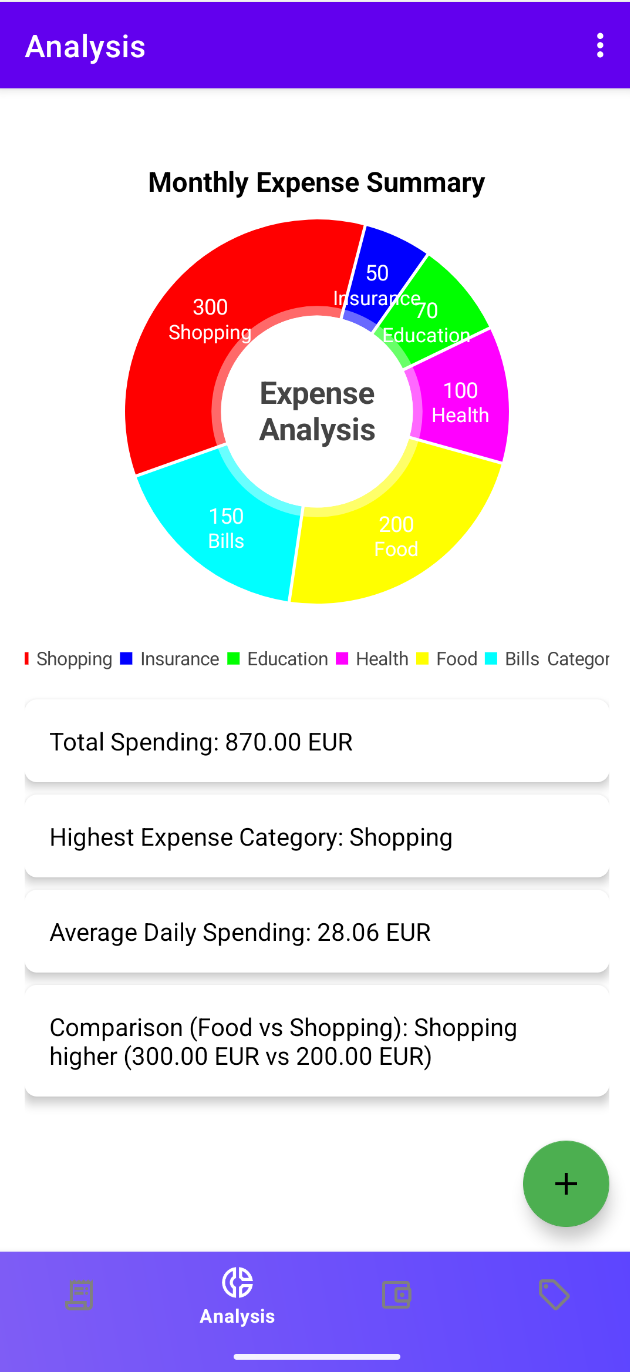 Analysis
Monthly Expense Summary
50
Insurance
300
Shopping
70
Education
Expense
Analysis
100
Health
150
Bills
200
Food
Shopping Insurance Education Health Food Bills Categor
Total Spending: 870.00 EUR
Highest Expense Category: Shopping
Average Daily Spending: 28.06 EUR
Comparison (Food vs Shopping): Shopping
higher (300.00 EUR vs 200.00 EUR)
+
Analysis